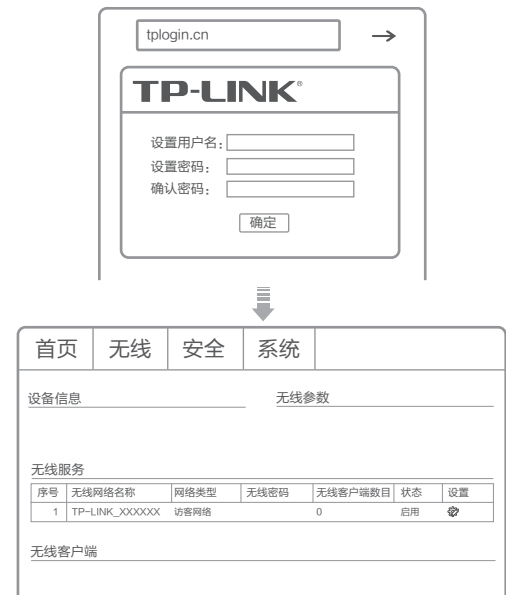 tplogin.cn
TP-LINK®
设置用户名：
设置密码：
确认密码：
确定
首页 无线 安全 系统
设备信息 无线参数
无线服务
序号 无线网络名称 网络类型 无线密码 无线客户端数目 状态 设置
1 TP-LINK_XXXXXX 访客网络 0 启用
无线客户端